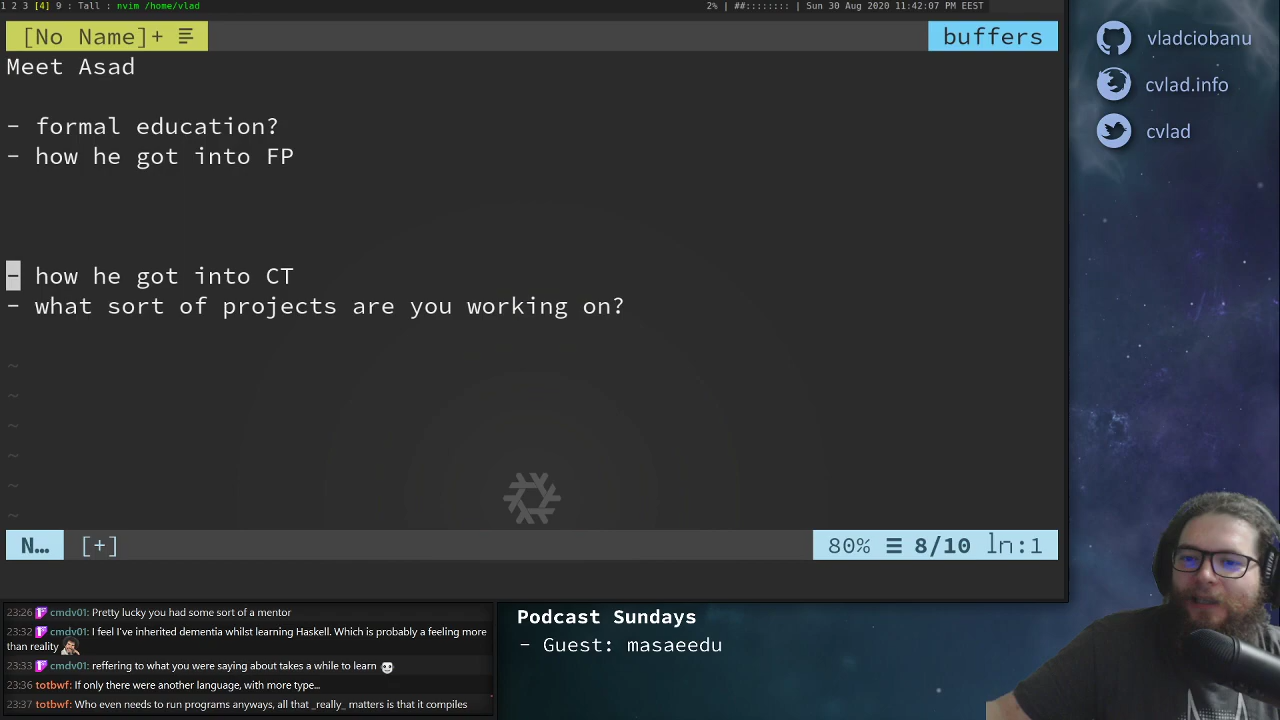 1 2 3 [4] 9 : Tall : nvim /home/vlad
2% | ##:::::::: | Sun 30 Aug 2020 11:42:07 PM EEST
[No Name]+
buffers
vladciobanu
cvlad.info
cvlad
Meet Asad
- formal education?
- how he got into FP
- how he got into CT
- what sort of projects are you working on?
~
~
~
~
~
~
N…
[+]
80% ☰ 8/10 ln:1
23:26 cmdv01: Pretty lucky you had some sort of a mentor
23:32 cmdv01: I feel I've inherited dementia whilst learning Haskell. Which is probably a feeling more
than reality
23:33 cmdv01: reffering to what you were saying about takes a while to learn
23:36 totbwf: If only there were another language, with more type...
23:37 totbwf: Who even needs to run programs anyways, all that _really_ matters is that it compiles
Podcast Sundays
- Guest: masaeedu